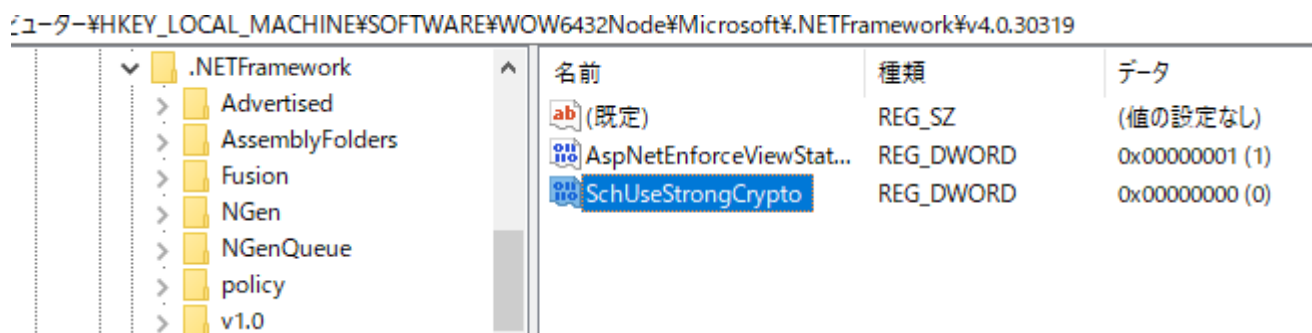 ピューター¥HKEY_LOCAL_MACHINE¥SOFTWARE¥WOW6432Node¥Microsoft¥.NETFramework¥v4.0.30319
.NETFramework
Advertised
AssemblyFolders
Fusion
NGen
NGenQueue
policy
v1.0
名前 種類 データ
ab (既定) REG_SZ (値の設定なし)
AspNetEnforceViewStat... REG_DWORD 0x00000001 (1)
SchUseStrongCrypto REG_DWORD 0x00000000 (0)